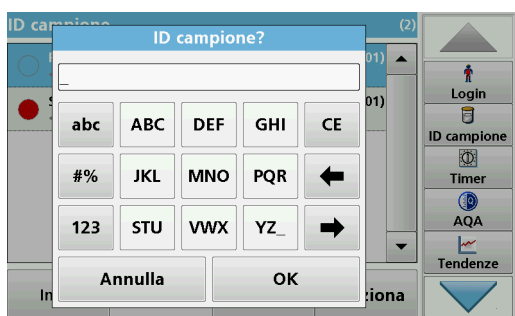 ID campione
(2)
ID campione?
01)
01)
_
abc ABC DEF GHI CE
#% JKL MNO PQR
123 STU VWX YZ_
Annulla OK
In
ziona
Login
ID campione
Timer
AQA
Tendenze